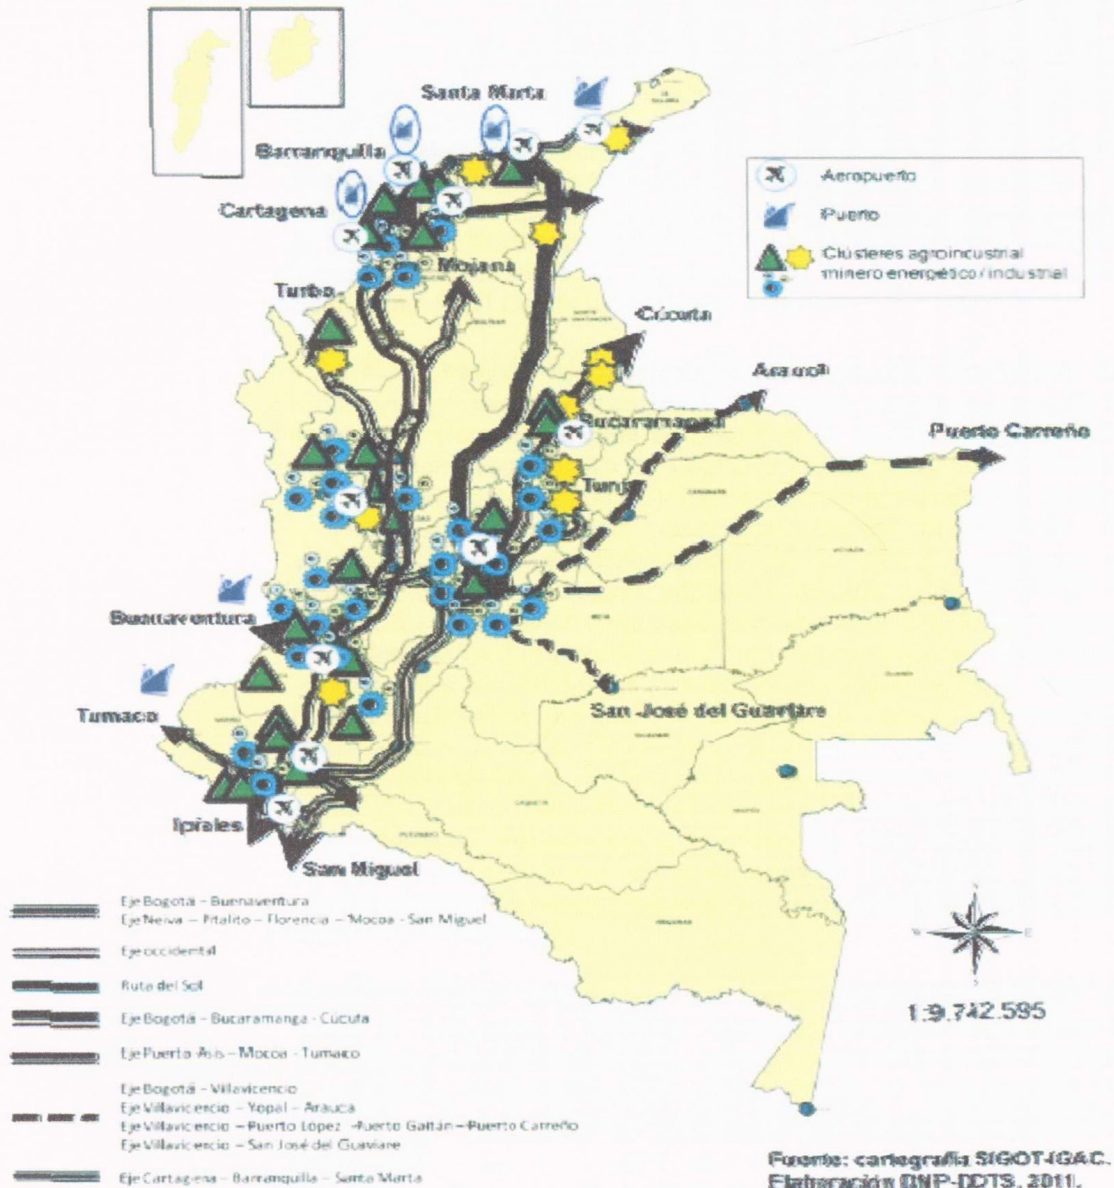 Santa Marta
Barranquilla
Cartagena
Mojana
Turbo
Cúcuta
Arauca
Bucaramanga
Puerto Carreño
Tunja
Buenaventura
Tumaco
San José del Guaviare
Ipiales
San Miguel
Aeropuerto
Puerto
Clústeres agroindustrial
minero energético / industrial
Eje Bogotá – Buenaventura
Eje Neiva – Pitalito – Florencia – Mocoa - San Miguel
Eje occidental
Ruta del Sol
Eje Bogotá – Bucaramanga - Cúcuta
Eje Puerto Asís – Mocoa - Tumaco
Eje Bogotá – Villavicencio
Eje Villavicencio – Yopal – Arauca
Eje Villavicencio – Puerto López – Puerto Gaitán – Puerto Carreño
Eje Villavicencio – San José del Guaviare
Eje Cartagena – Barranquilla – Santa Marta
1:9.742.595
Fuente: cartografía SIGOT-IGAC.
Elaboración DNP-DDTS, 2011.